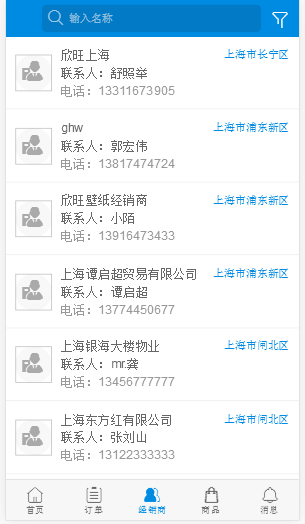 输入名称
欣旺上海 上海市长宁区
联系人：舒照举
电话：13311673905
ghw 上海市浦东新区
联系人：郭宏伟
电话：13817474724
欣旺壁纸经销商 上海市浦东新区
联系人：小陌
电话：13916473433
上海谭启超贸易有限公司 上海市浦东新区
联系人：谭启超
电话：13774450677
上海银海大楼物业 上海市闸北区
联系人：mr.龚
电话：13456777777
上海东方红有限公司 上海市闸北区
联系人：张刘山
电话：13122333333
首页 订单 经销商 商品 消息